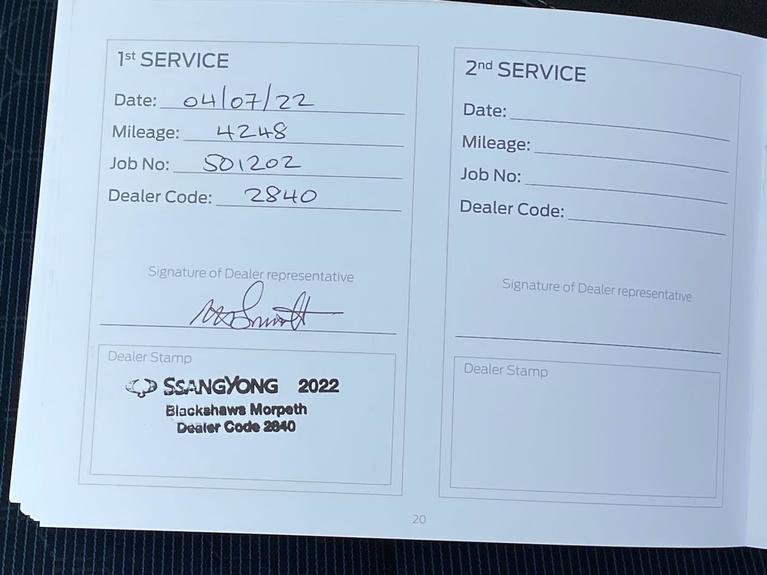 1st SERVICE
Date: 04/07/22
Mileage: 4248
Job No: S01202
Dealer Code: 2840
Signature of Dealer representative
Dealer Stamp
SSANGYONG 2022
Blackshaws Morpeth
Dealer Code 2840
2nd SERVICE
Date:
Mileage:
Job No:
Dealer Code:
Signature of Dealer representative
Dealer Stamp
20